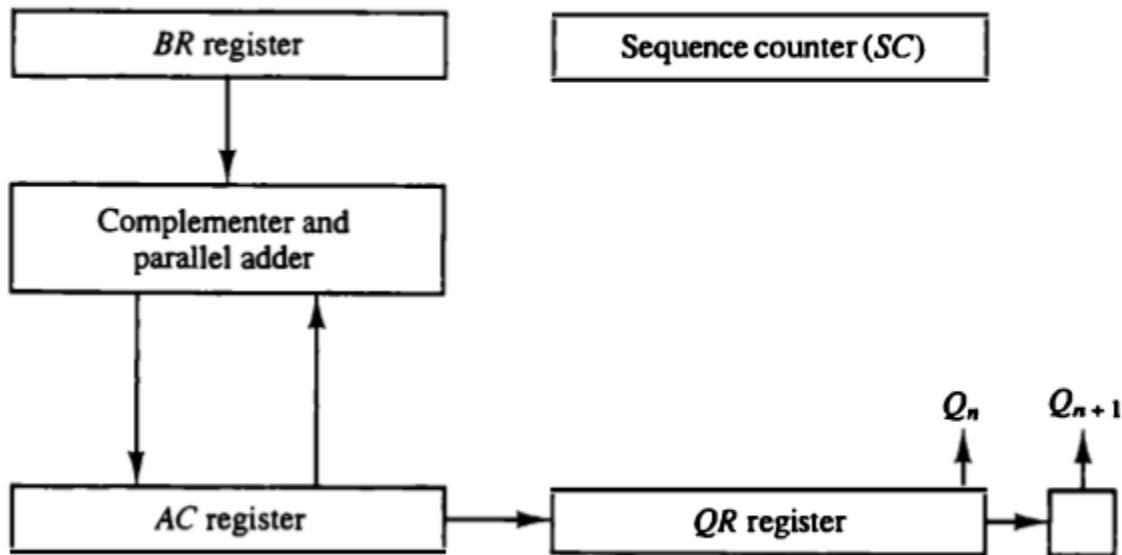 BR register
Sequence counter (SC)
Complementer and
parallel adder
Qn
Qn + 1
AC register
QR register